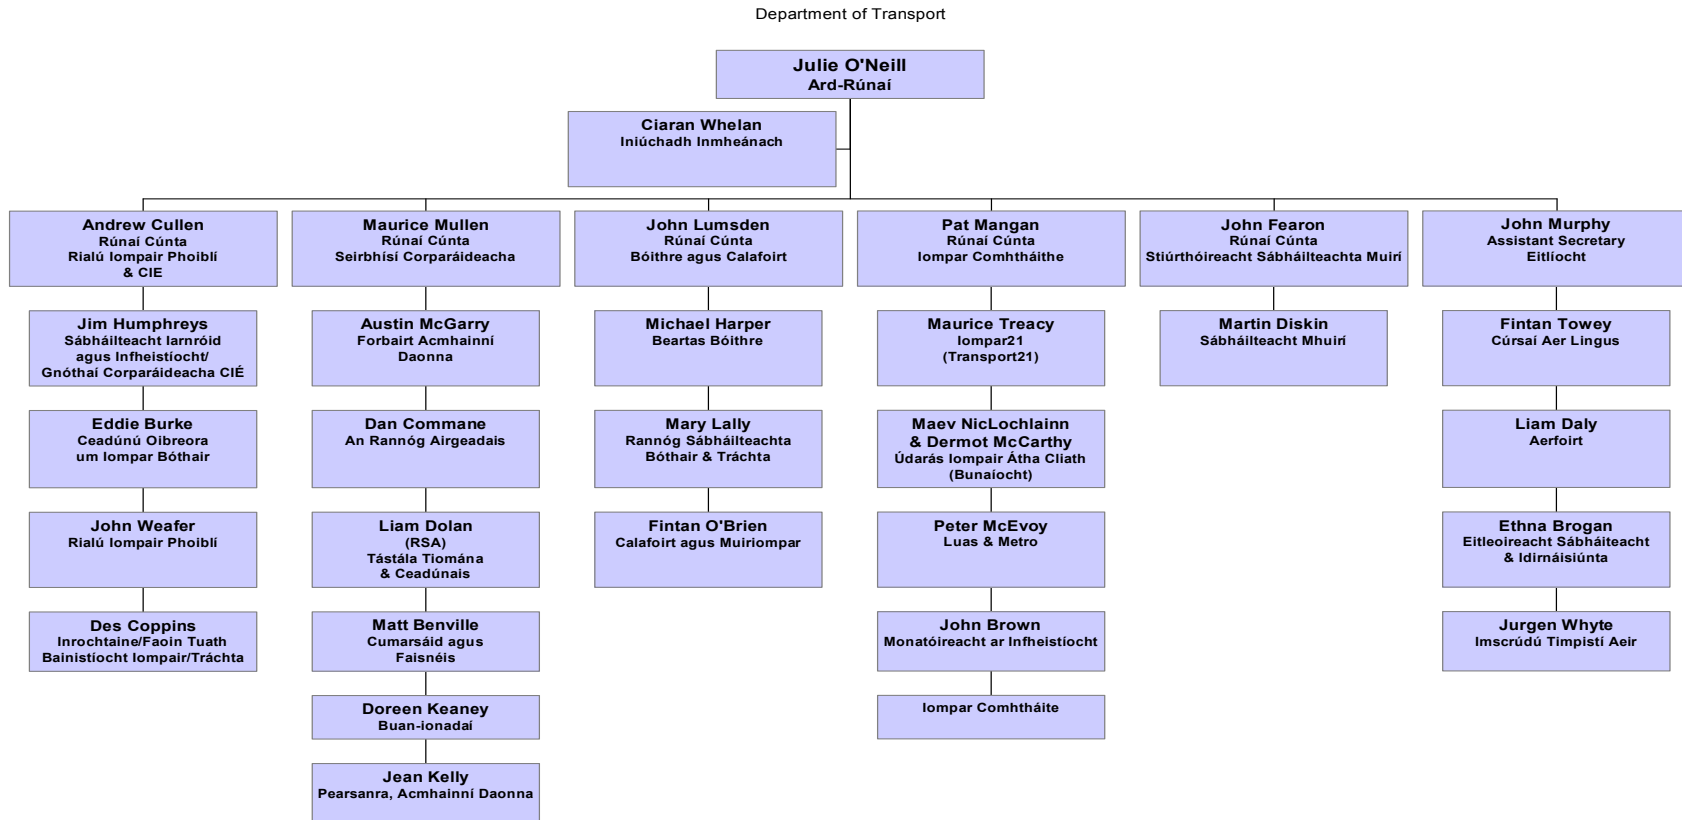 Department of Transport
Julie O'Neill
Ard-Rúnaí
Ciaran Whelan
Iniúchadh Inmheánach
Andrew Cullen
Rúnaí Cúnta
Rialú Iompair Phoiblí
& CIE
Maurice Mullen
Rúnaí Cúnta
Seirbhísí Corparáideacha
John Lumsden
Rúnaí Cúnta
Bóithre agus Calafoirt
Pat Mangan
Rúnaí Cúnta
Iompar Comhtháithe
John Fearon
Rúnaí Cúnta
Stiúrthóireacht Sábháilteachta Muirí
John Murphy
Assistant Secretary
Eitlíocht
Jim Humphreys
Sábháilteacht Iarnróid
agus Infheistíocht/
Gnóthaí Corparáideacha CIÉ
Eddie Burke
Ceadúnú Oibreora
um Iompar Bóthair
John Weafer
Rialú Iompair Phoiblí
Des Coppins
Inrochtaine/Faoin Tuath
Bainistíocht Iompair/Tráchta
Austin McGarry
Forbairt Acmhainní
Daonna
Dan Commane
An Rannóg Airgeadais
Liam Dolan
(RSA)
Tástála Tiomána
& Ceadúnais
Matt Benville
Cumarsáid agus
Faisnéis
Doreen Keaney
Buan-ionadaí
Jean Kelly
Pearsanra, Acmhainní Daonna
Michael Harper
Beartas Bóithre
Mary Lally
Rannóg Sábháilteachta
Bóthair & Tráchta
Fintan O'Brien
Calafoirt agus Muiriompar
Maurice Treacy
Iompar21
(Transport21)
Maev NicLochlainn
& Dermot McCarthy
Údarás Iompair Átha Cliath
(Bunaíocht)
Peter McEvoy
Luas & Metro
John Brown
Monatóireacht ar Infheistíocht
Iompar Comhtháite
Martin Diskin
Sábháilteacht Mhuirí
Fintan Towey
Cúrsaí Aer Lingus
Liam Daly
Aerfoirt
Ethna Brogan
Eitleoireacht Sábháiteacht
& Idirnáisiúnta
Jurgen Whyte
Imscrúdú Timpistí Aeir